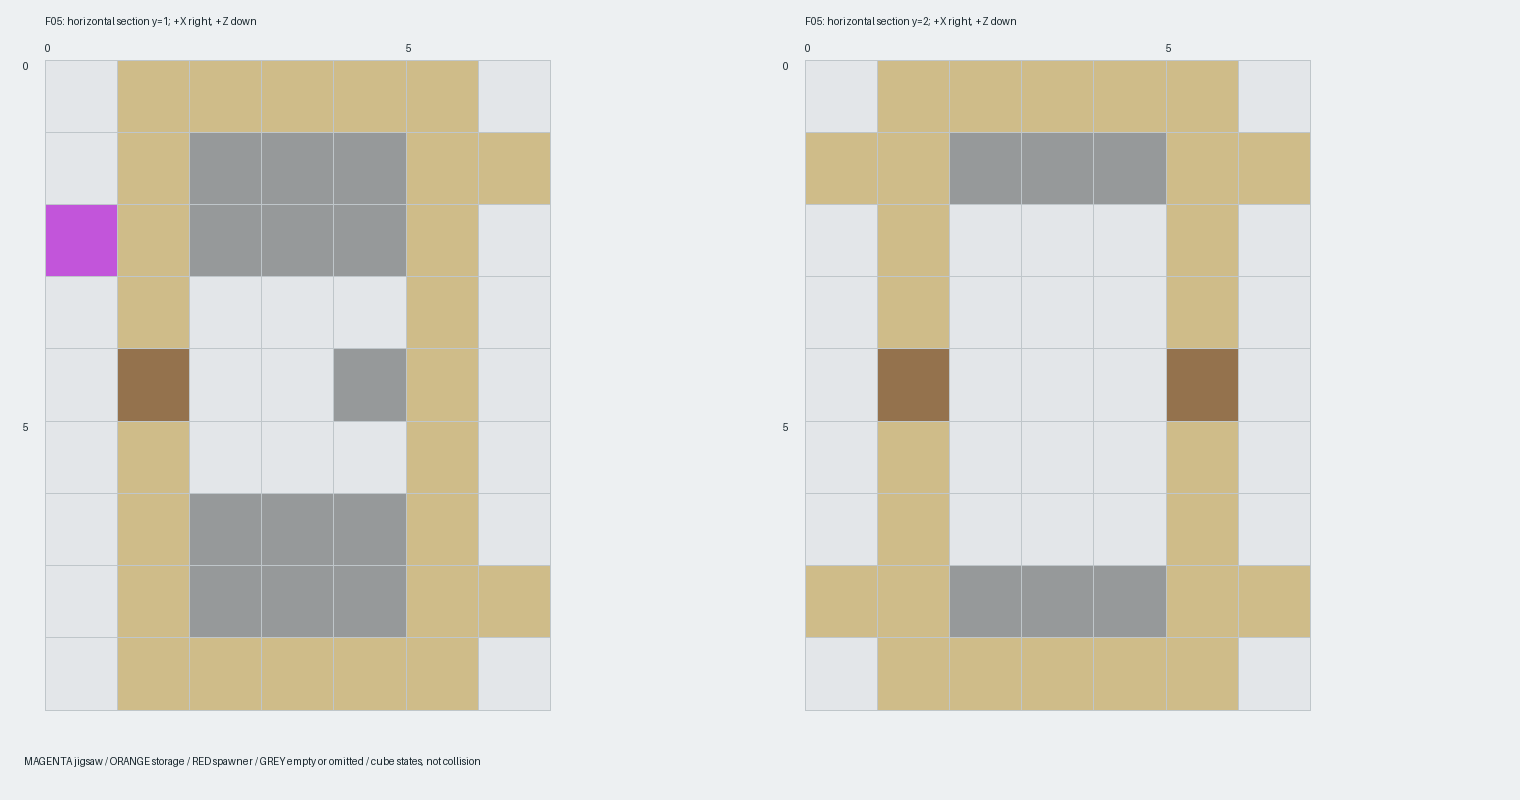 F05: horizontal section y=1; +X right, +Z down
F05: horizontal section y=2; +X right, +Z down
0 5
0 5
0
0
5
5
MAGENTA jigsaw / ORANGE storage / RED spawner / GREY empty or omitted / cube states, not collision